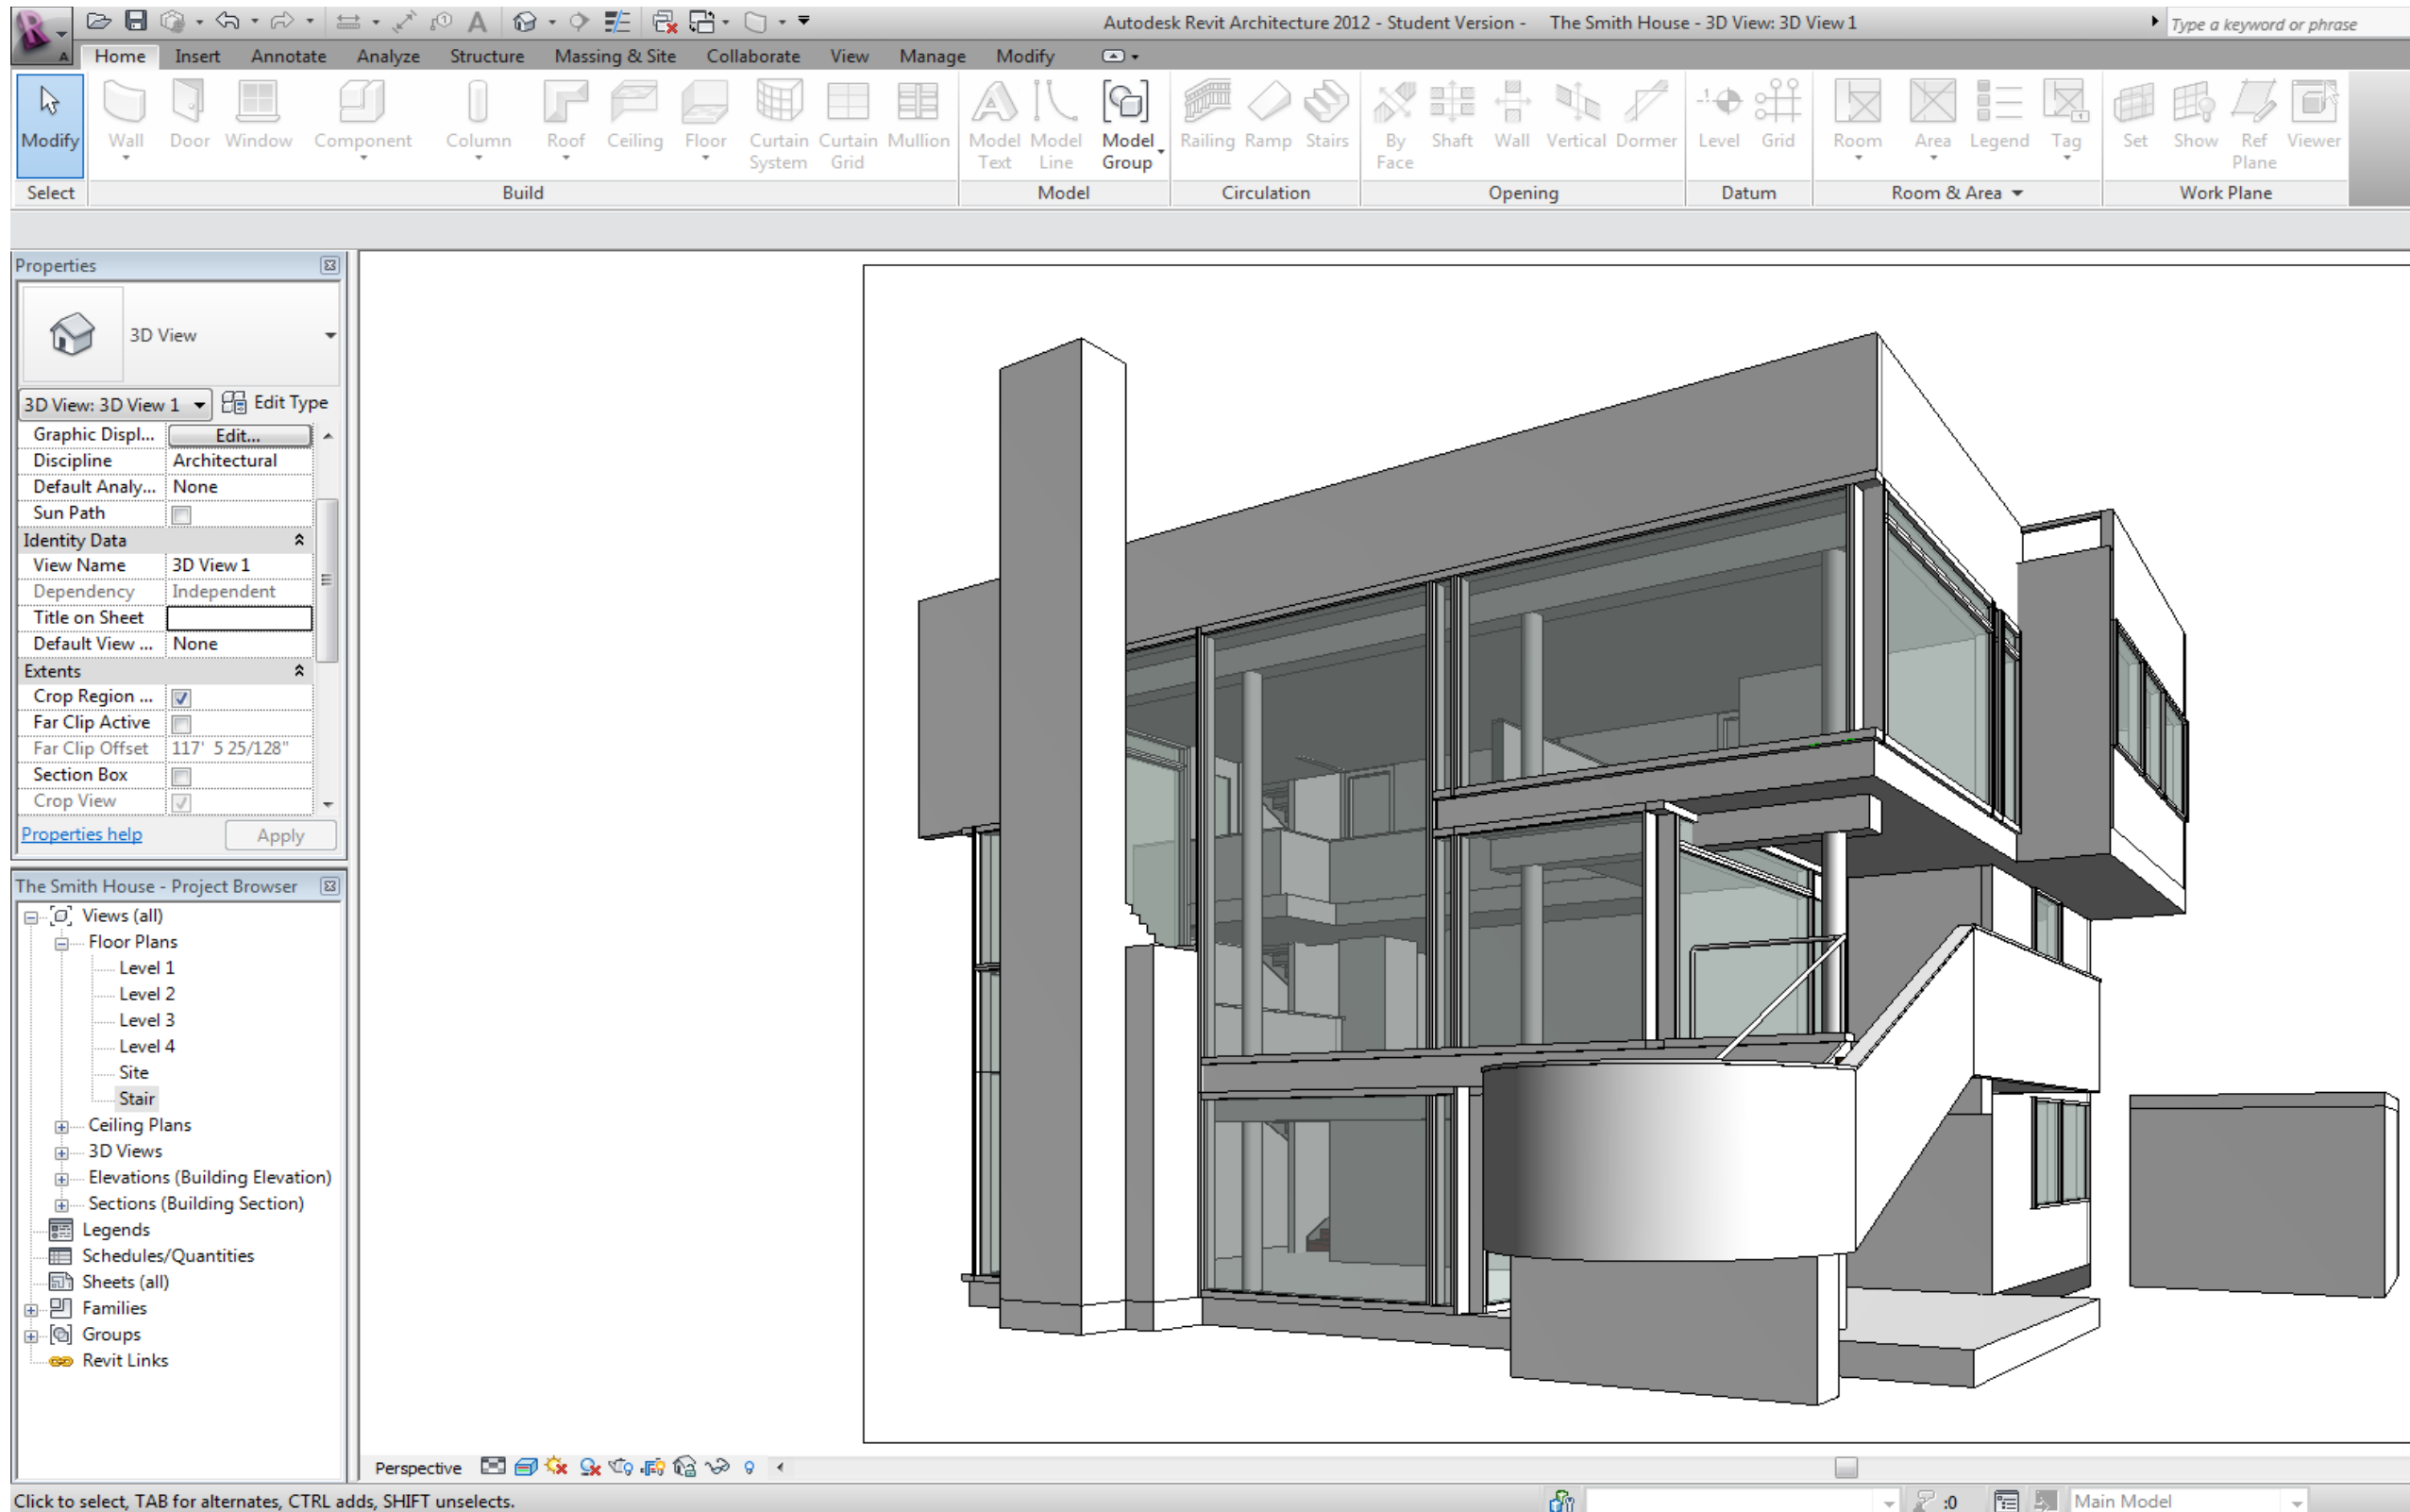 Autodesk Revit Architecture 2012 - Student Version - The Smith House - 3D View: 3D View 1
Type a keyword or phrase
Home Insert Annotate Analyze Structure Massing & Site Collaborate View Manage Modify
Modify Wall Door Window Component Column Roof Ceiling Floor Curtain System Curtain Grid Mullion Model Text Model Line Model Group Railing Ramp Stairs By Face Shaft Wall Vertical Dormer Level Grid Room Area Legend Tag Set Show Ref Plane Viewer
Select Build Model Circulation Opening Datum Room & Area Work Plane
Properties
3D View
3D View: 3D View 1 Edit Type
Graphic Displ... Edit...
Discipline Architectural
Default Analy... None
Sun Path
Identity Data
View Name 3D View 1
Dependency Independent
Title on Sheet
Default View ... None
Extents
Crop Region ...
Far Clip Active
Far Clip Offset 117' 5 25/128"
Section Box
Crop View
Properties help Apply
The Smith House - Project Browser
Views (all)
Floor Plans
Level 1
Level 2
Level 3
Level 4
Site
Stair
Ceiling Plans
3D Views
Elevations (Building Elevation)
Sections (Building Section)
Legends
Schedules/Quantities
Sheets (all)
Families
Groups
Revit Links
Perspective
Click to select, TAB for alternates, CTRL adds, SHIFT unselects.
:0 Main Model